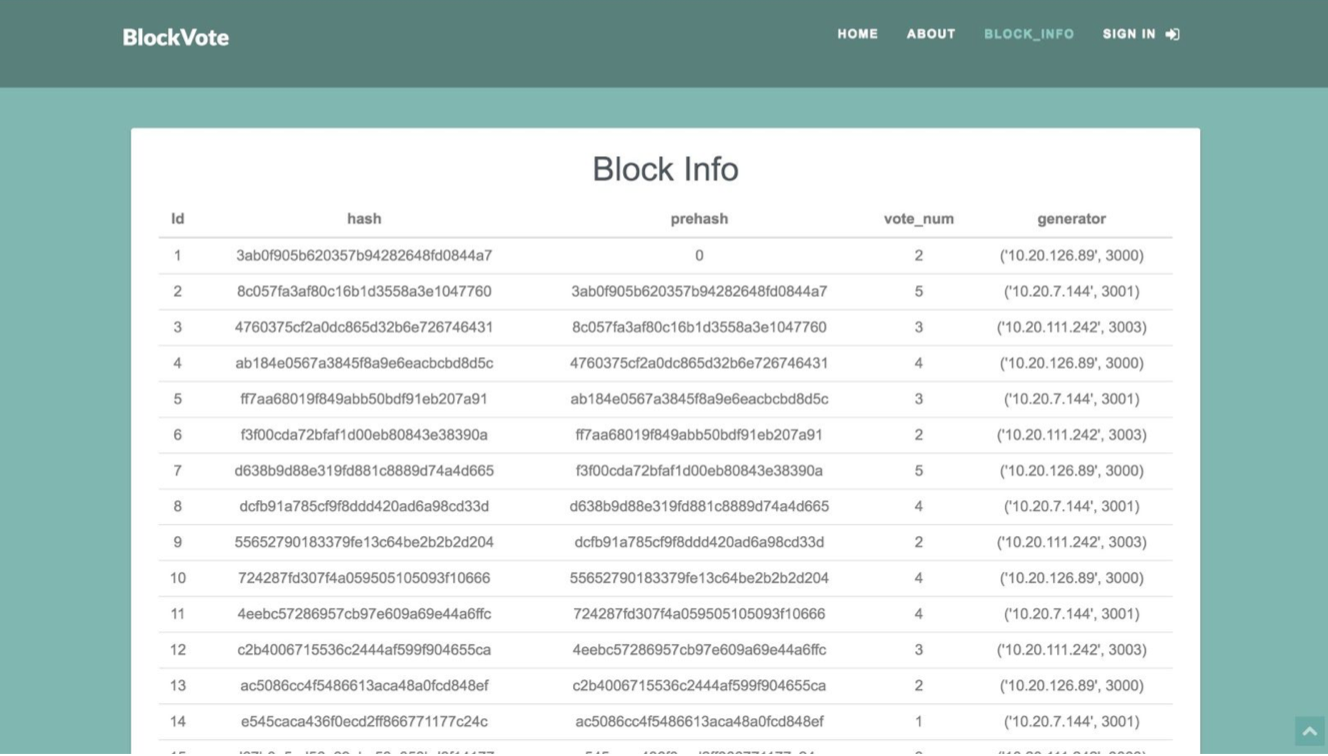 BlockVote
HOME ABOUT BLOCK_INFO SIGN IN
Block Info
Id hash prehash vote_num generator
1 3ab0f905b620357b94282648fd0844a7 0 2 ('10.20.126.89', 3000)
2 8c057fa3af80c16b1d3558a3e1047760 3ab0f905b620357b94282648fd0844a7 5 ('10.20.7.144', 3001)
3 4760375cf2a0dc865d32b6e726746431 8c057fa3af80c16b1d3558a3e1047760 3 ('10.20.111.242', 3003)
4 ab184e0567a3845f8a9e6eacbcbd8d5c 4760375cf2a0dc865d32b6e726746431 4 ('10.20.126.89', 3000)
5 ff7aa68019f849abb50bdf91eb207a91 ab184e0567a3845f8a9e6eacbcbd8d5c 3 ('10.20.7.144', 3001)
6 f3f00cda72bfaf1d00eb80843e38390a ff7aa68019f849abb50bdf91eb207a91 2 ('10.20.111.242', 3003)
7 d638b9d88e319fd881c8889d74a4d665 f3f00cda72bfaf1d00eb80843e38390a 5 ('10.20.126.89', 3000)
8 dcfb91a785cf9f8ddd420ad6a98cd33d d638b9d88e319fd881c8889d74a4d665 4 ('10.20.7.144', 3001)
9 55652790183379fe13c64be2b2b2d204 dcfb91a785cf9f8ddd420ad6a98cd33d 2 ('10.20.111.242', 3003)
10 724287fd307f4a059505105093f10666 55652790183379fe13c64be2b2b2d204 4 ('10.20.126.89', 3000)
11 4eebc57286957cb97e609a69e44a6ffc 724287fd307f4a059505105093f10666 4 ('10.20.7.144', 3001)
12 c2b4006715536c2444af599f904655ca 4eebc57286957cb97e609a69e44a6ffc 3 ('10.20.111.242', 3003)
13 ac5086cc4f5486613aca48a0fcd848ef c2b4006715536c2444af599f904655ca 2 ('10.20.126.89', 3000)
14 e545caca436f0ecd2ff866771177c24c ac5086cc4f5486613aca48a0fcd848ef 1 ('10.20.7.144', 3001)